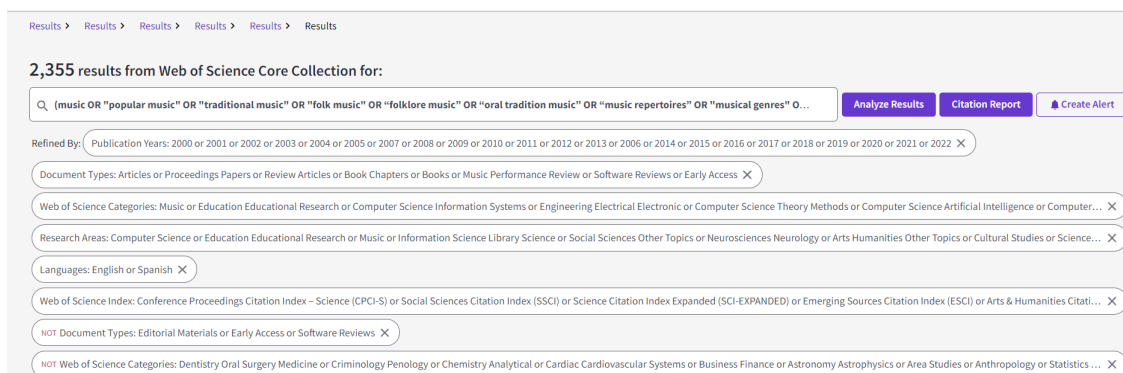 Results > Results > Results > Results > Results > Results
2,355 results from Web of Science Core Collection for:
(music OR "popular music" OR "traditional music" OR "folk music" OR “folklore music” OR “oral tradition music” OR “music repertoires” OR "musical genres" O... Analyze Results Citation Report Create Alert
Refined By: Publication Years: 2000 or 2001 or 2002 or 2003 or 2004 or 2005 or 2007 or 2008 or 2009 or 2010 or 2011 or 2012 or 2013 or 2006 or 2014 or 2015 or 2016 or 2017 or 2018 or 2019 or 2020 or 2021 or 2022 ×
Document Types: Articles or Proceedings Papers or Review Articles or Book Chapters or Books or Music Performance Review or Software Reviews or Early Access ×
Web of Science Categories: Music or Education Educational Research or Computer Science Information Systems or Engineering Electrical Electronic or Computer Science Theory Methods or Computer Science Artificial Intelligence or Computer... ×
Research Areas: Computer Science or Education Educational Research or Music or Information Science Library Science or Social Sciences Other Topics or Neurosciences Neurology or Arts Humanities Other Topics or Cultural Studies or Science... ×
Languages: English or Spanish ×
Web of Science Index: Conference Proceedings Citation Index – Science (CPCI-S) or Social Sciences Citation Index (SSCI) or Science Citation Index Expanded (SCI-EXPANDED) or Emerging Sources Citation Index (ESCI) or Arts & Humanities Citati... ×
NOT Document Types: Editorial Materials or Early Access or Software Reviews ×
NOT Web of Science Categories: Dentistry Oral Surgery Medicine or Criminology Penology or Chemistry Analytical or Cardiac Cardiovascular Systems or Business Finance or Astronomy Astrophysics or Area Studies or Anthropology or Statistics ... ×